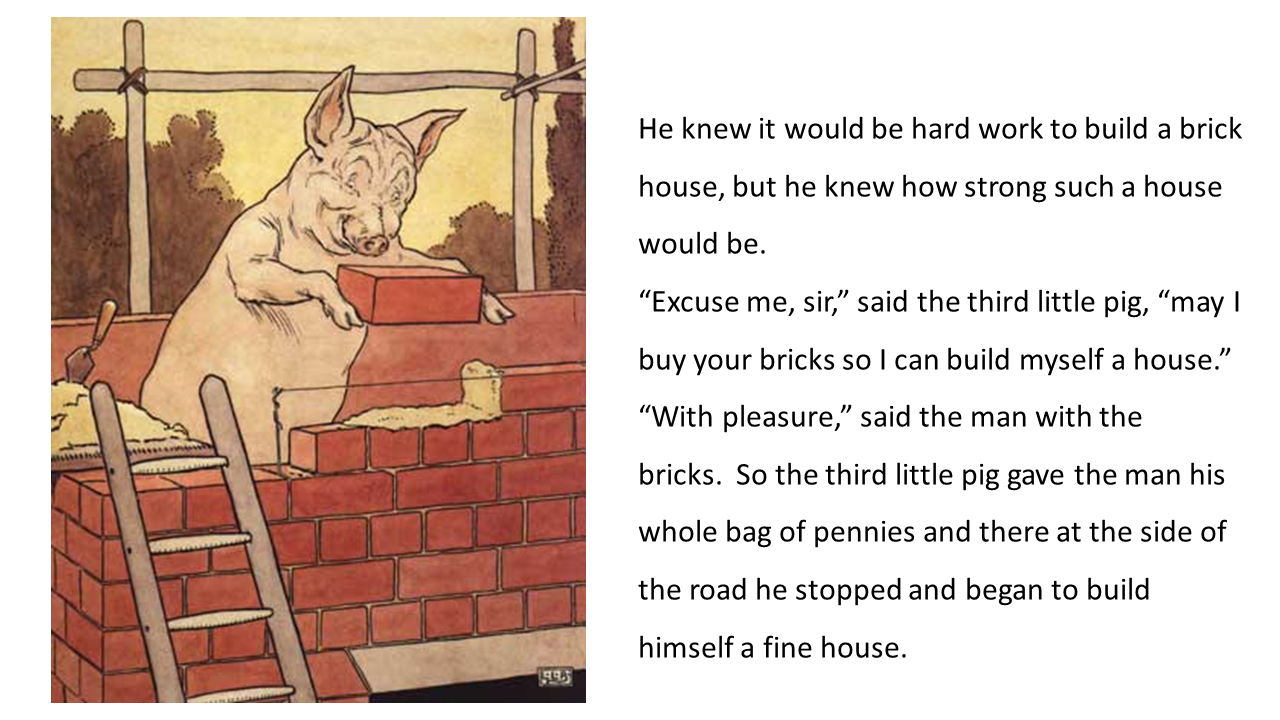 He knew it would be hard work to build a brick
house, but he knew how strong such a house
would be.
“Excuse me, sir,” said the third little pig, “may I
buy your bricks so I can build myself a house.”
“With pleasure,” said the man with the
bricks.  So the third little pig gave the man his
whole bag of pennies and there at the side of
the road he stopped and began to build
himself a fine house.